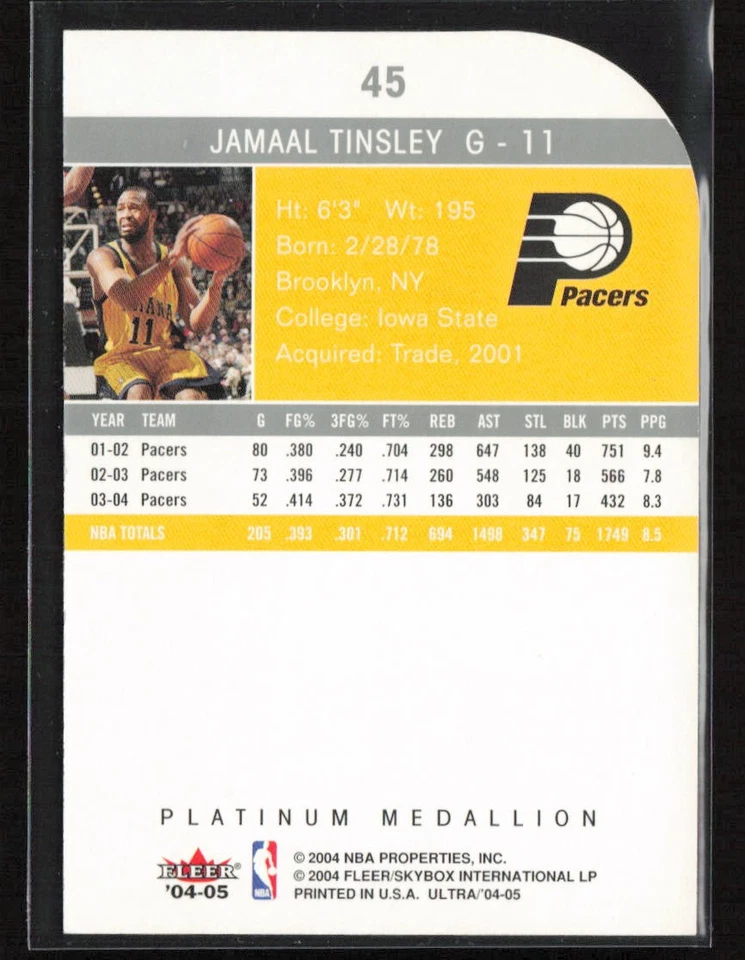 45
JAMAAL TINSLEY G - 11
Ht: 6'3" Wt: 195
Born: 2/28/78
Brooklyn, NY
College: Iowa State
Acquired: Trade, 2001
Pacers
11
YEAR TEAM G FG% 3FG% FT% REB AST STL BLK PTS PPG
01-02 Pacers 80 .380 .240 .704 298 647 138 40 751 9.4
02-03 Pacers 73 .396 .277 .714 260 548 125 18 566 7.8
03-04 Pacers 52 .414 .372 .731 136 303 84 17 432 8.3
NBA TOTALS 205 .393 .301 .712 694 1498 347 75 1749 8.5
PLATINUM MEDALLION
FLEER®
'04-05
NBA
© 2004 NBA PROPERTIES, INC.
© 2004 FLEER/SKYBOX INTERNATIONAL LP
PRINTED IN U.S.A. ULTRA/'04-05